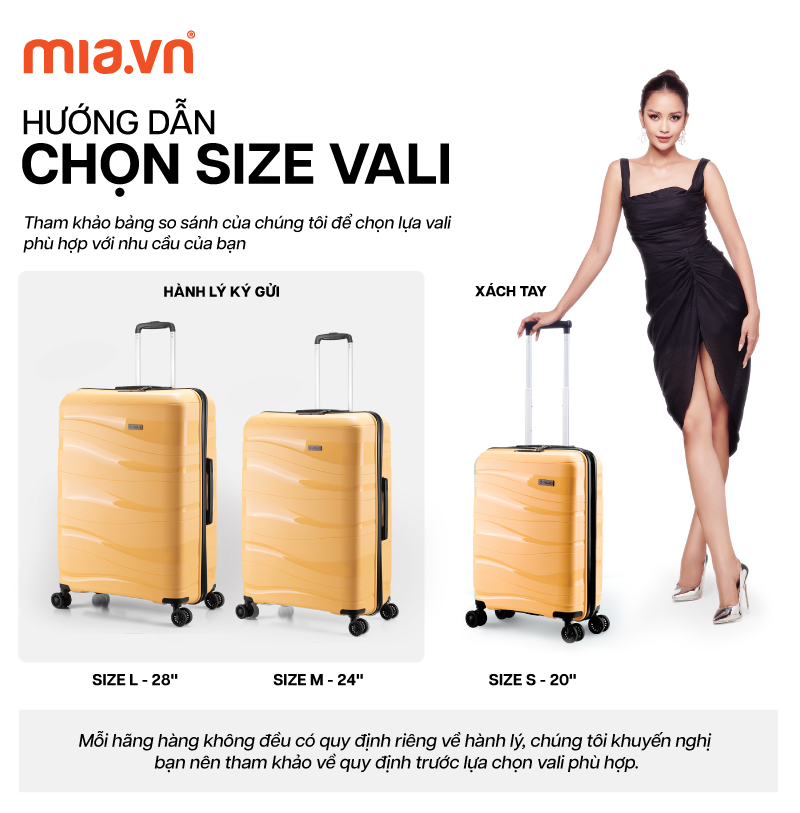 mia.vn®
HƯỚNG DẪN
CHỌN SIZE VALI
Tham khảo bảng so sánh của chúng tôi để chọn lựa vali
phù hợp với nhu cầu của bạn
HÀNH LÝ KÝ GỬI
XÁCH TAY
SIZE L - 28"
SIZE M - 24"
SIZE S - 20"
Mỗi hãng hàng không đều có quy định riêng về hành lý, chúng tôi khuyến nghị
bạn nên tham khảo về quy định trước lựa chọn vali phù hợp.